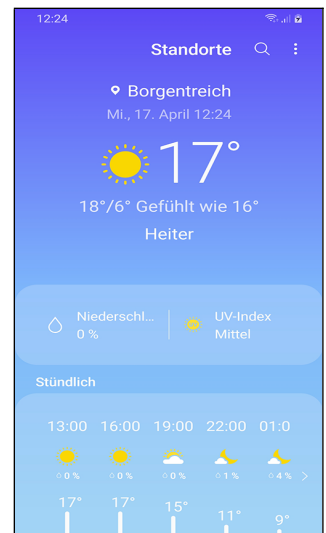 12:24
Standorte
Borgentreich
Mi., 17. April 12:24
17°
18°/6° Gefühlt wie 16°
Heiter
Niederschl... UV-Index
0 % Mittel
Stündlich
13:00 16:00 19:00 22:00 01:0
0 % 0 % 0 % 1 % 4 %
17° 17° 15° 11° 9°